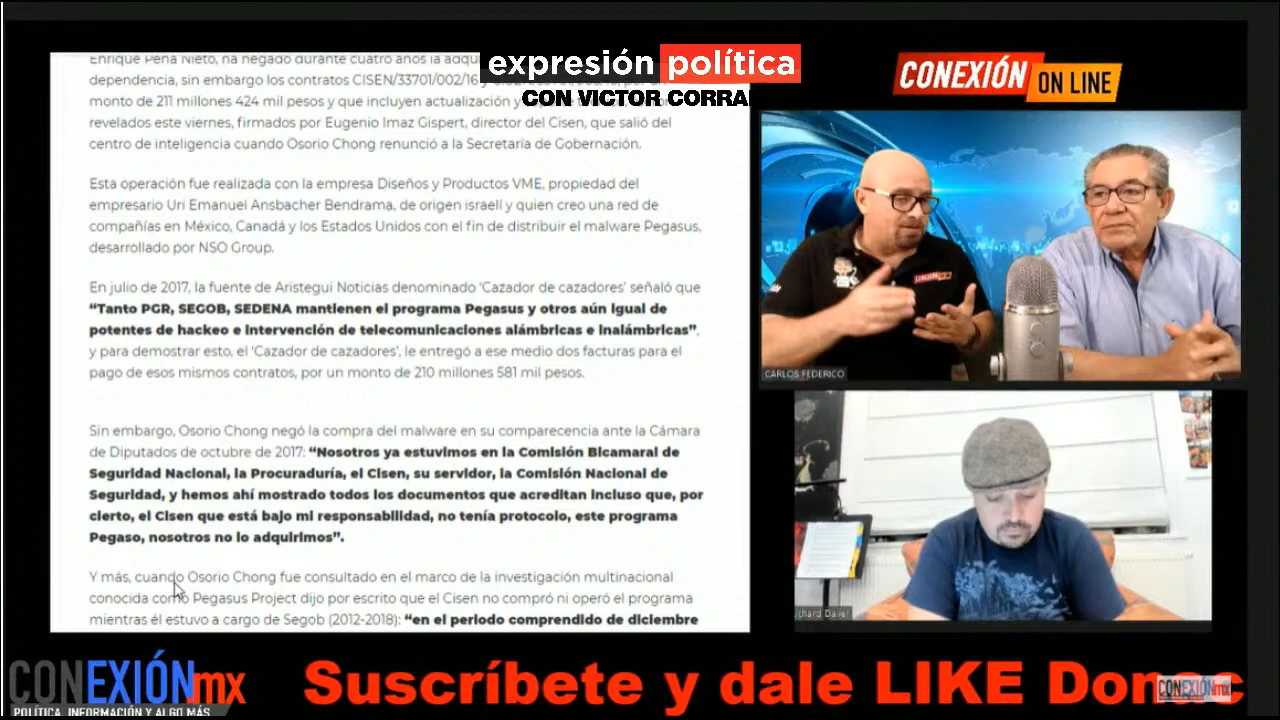 Enrique Peña Nieto, ha negado durante cuatro años la
dependencia, sin embargo los contratos CISEN/33701/002/16
monto de 211 millones 424 mil pesos y que incluyen actualización y
revelados este viernes, firmados por Eugenio Imaz Gispert, director del Cisen, que salió del
centro de inteligencia cuando Osorio Chong renunció a la Secretaría de Gobernación.
Esta operación fue realizada con la empresa Diseños y Productos VME, propiedad del
empresario Uri Emanuel Ansbacher Bendrama, de origen israelí y quien creo una red de
compañías en México, Canadá y los Estados Unidos con el fin de distribuir el malware Pegasus,
desarrollado por NSO Group.
En julio de 2017, la fuente de Aristegui Noticias denominado ‘Cazador de cazadores’ señaló que
“Tanto PGR, SEGOB, SEDENA mantienen el programa Pegasus y otros aún igual de
potentes de hackeo e intervención de telecomunicaciones alámbricas e inalámbricas”,
y para demostrar esto, el ‘Cazador de cazadores’, le entregó a ese medio dos facturas para el
pago de esos mismos contratos, por un monto de 210 millones 581 mil pesos.
Sin embargo, Osorio Chong negó la compra del malware en su comparecencia ante la Cámara
de Diputados de octubre de 2017: “Nosotros ya estuvimos en la Comisión Bicamaral de
Seguridad Nacional, la Procuraduría, el Cisen, su servidor, la Comisión Nacional de
Seguridad, y hemos ahí mostrado todos los documentos que acreditan incluso que, por
cierto, el Cisen que está bajo mi responsabilidad, no tenía protocolo, este programa
Pegaso, nosotros no lo adquirimos”.
Y más, cuando Osorio Chong fue consultado en el marco de la investigación multinacional
conocida como Pegasus Project dijo por escrito que el Cisen no compró ni operó el programa
mientras él estuvo a cargo de Segob (2012-2018): “en el periodo comprendido de diciembre
expresión política
CON VICTOR CORRA
CONEXIÓN
ON LINE
CARLOS FEDERICO
CONEXIÓNmx
POLÍTICA, INFORMACIÓN Y ALGO MÁS
Suscríbete y dale LIKE
CONEXIÓNmx